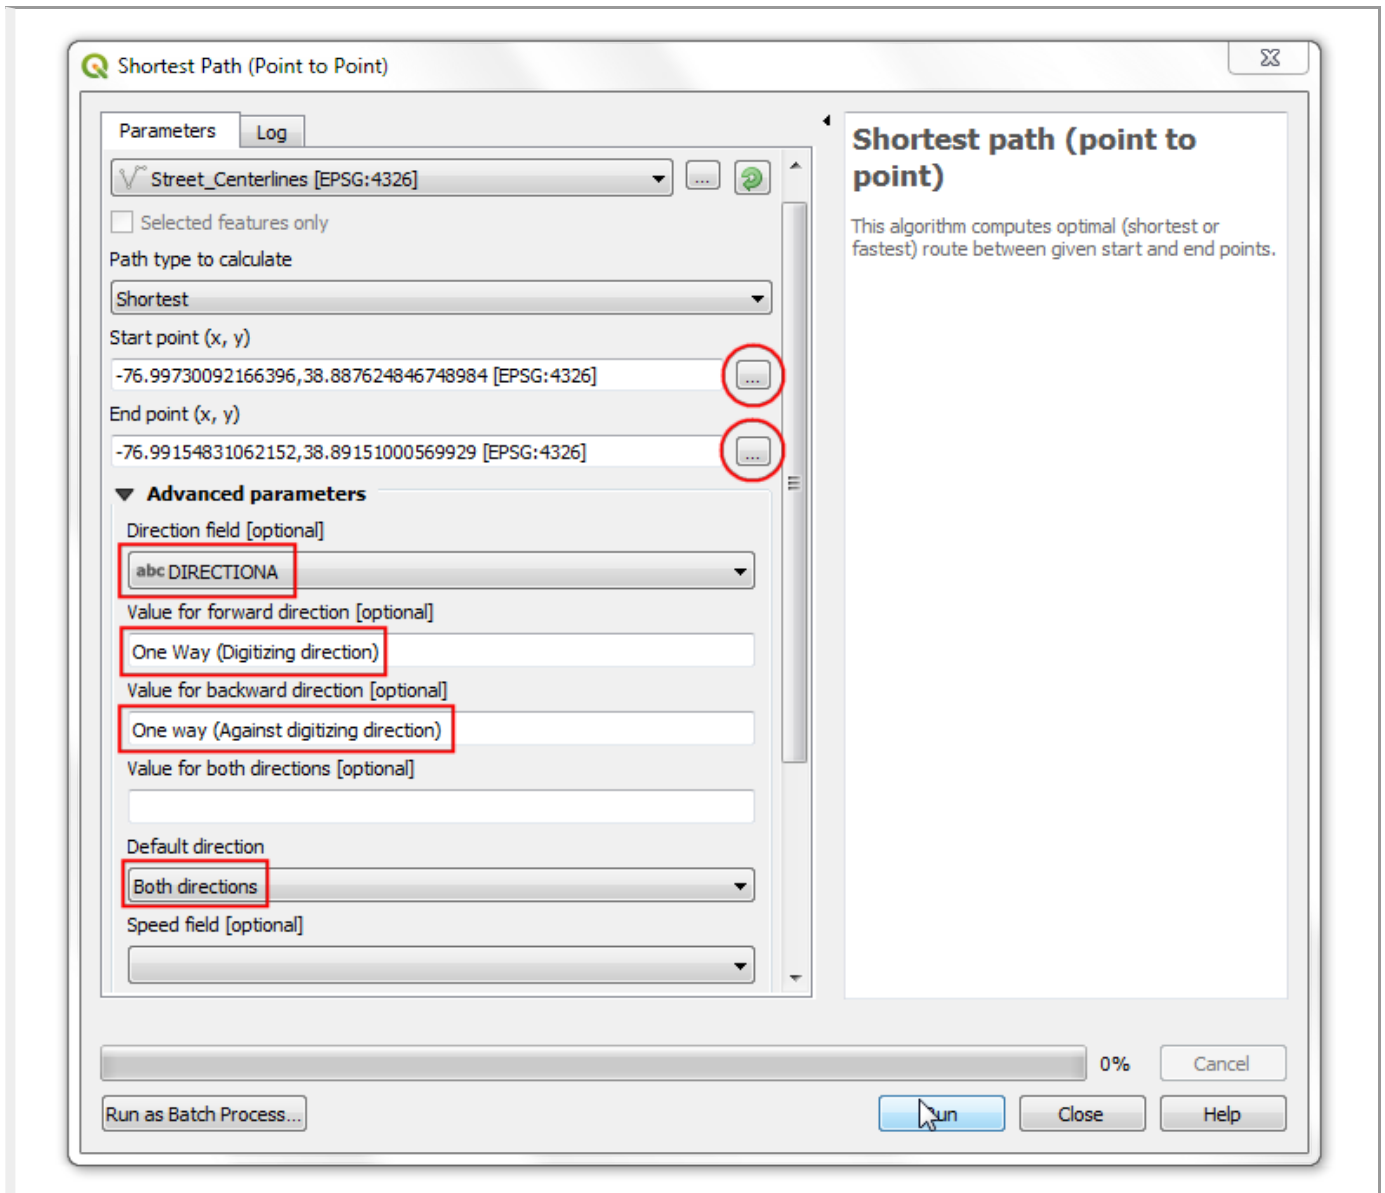 Shortest Path (Point to Point)
Parameters
Log
Street_Centerlines [EPSG:4326]
...
Selected features only
Path type to calculate
Shortest
Start point (x, y)
-76.99730092166396,38.887624846748984 [EPSG:4326]
...
End point (x, y)
-76.99154831062152,38.89151000569929 [EPSG:4326]
...
Advanced parameters
Direction field [optional]
abc DIRECTIONA
Value for forward direction [optional]
One Way (Digitizing direction)
Value for backward direction [optional]
One way (Against digitizing direction)
Value for both directions [optional]
Default direction
Both directions
Speed field [optional]
Shortest path (point to
point)
This algorithm computes optimal (shortest or
fastest) route between given start and end points.
0%
Cancel
Run as Batch Process...
Run
Close
Help